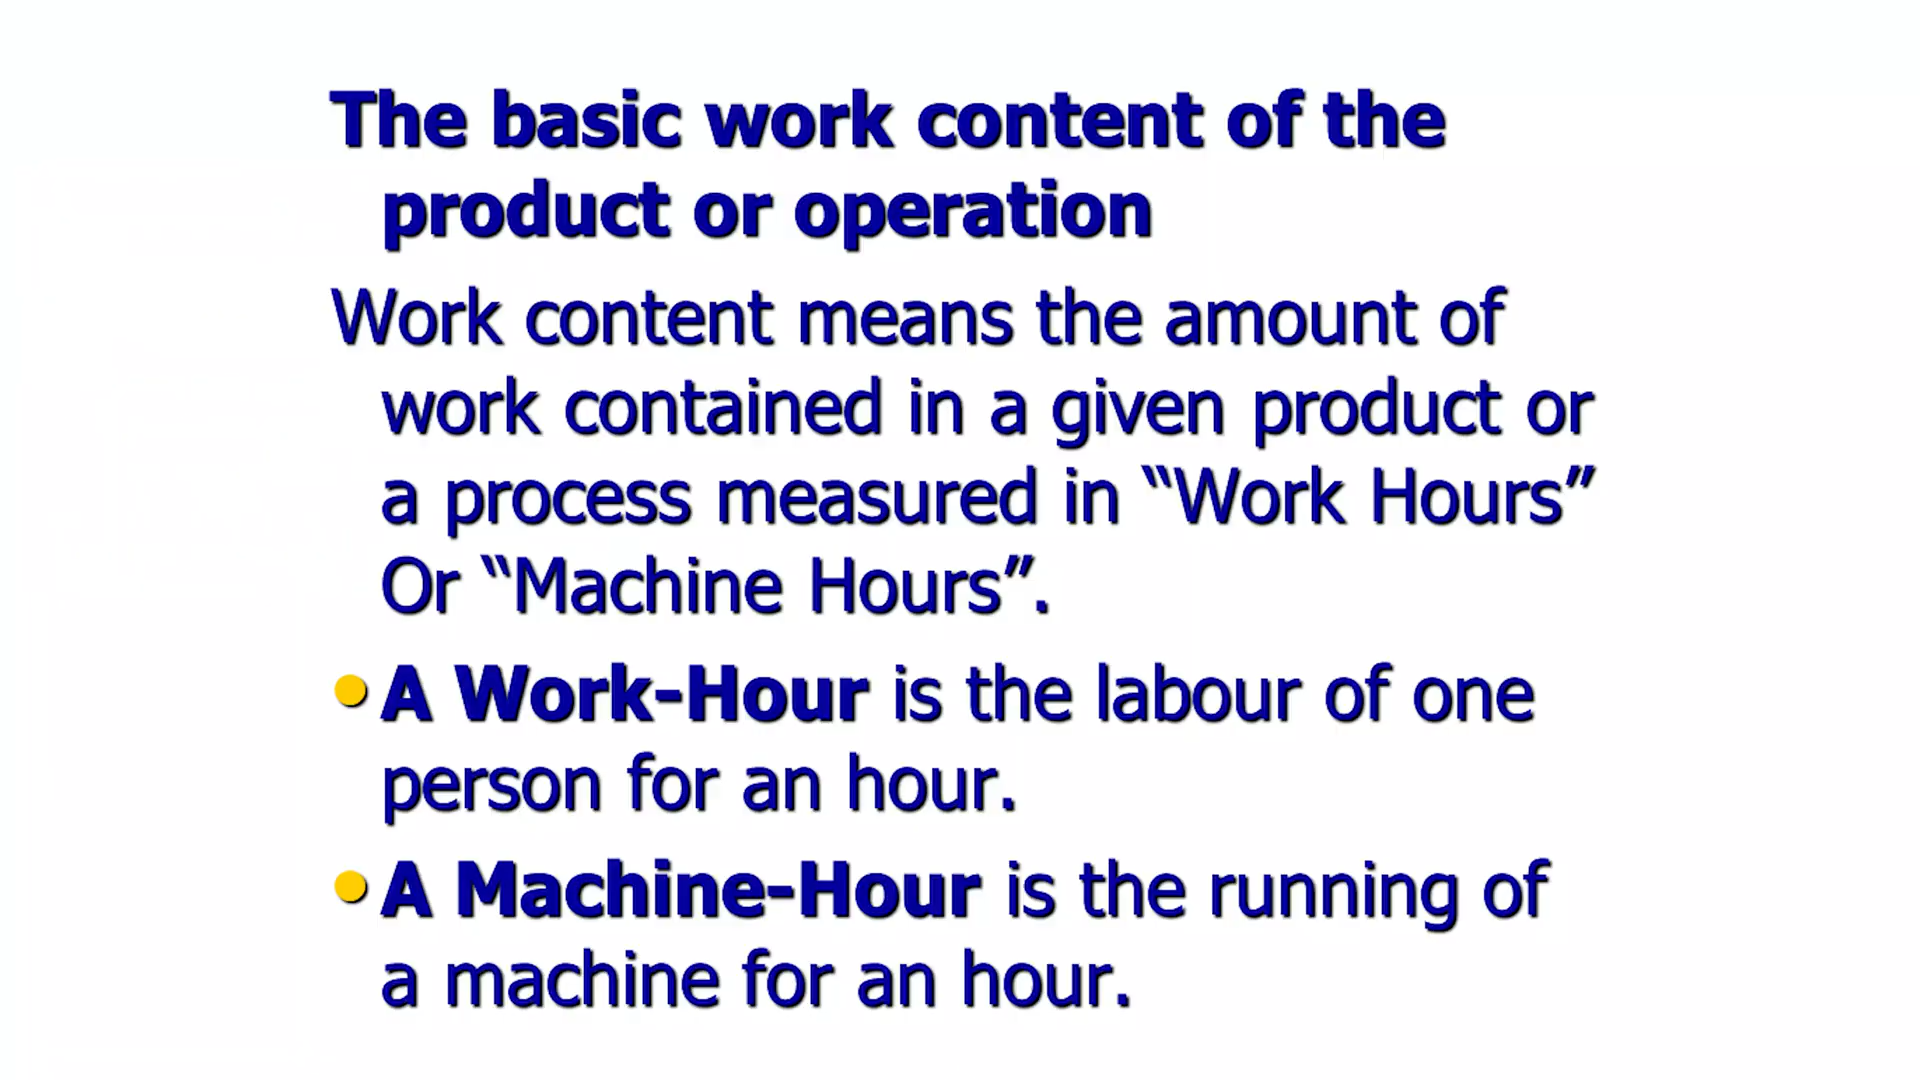 The basic work content of the
product or operation
Work content means the amount of
work contained in a given product or
a process measured in “Work Hours”
Or “Machine Hours”.
• A Work-Hour is the labour of one
person for an hour.
• A Machine-Hour is the running of
a machine for an hour.